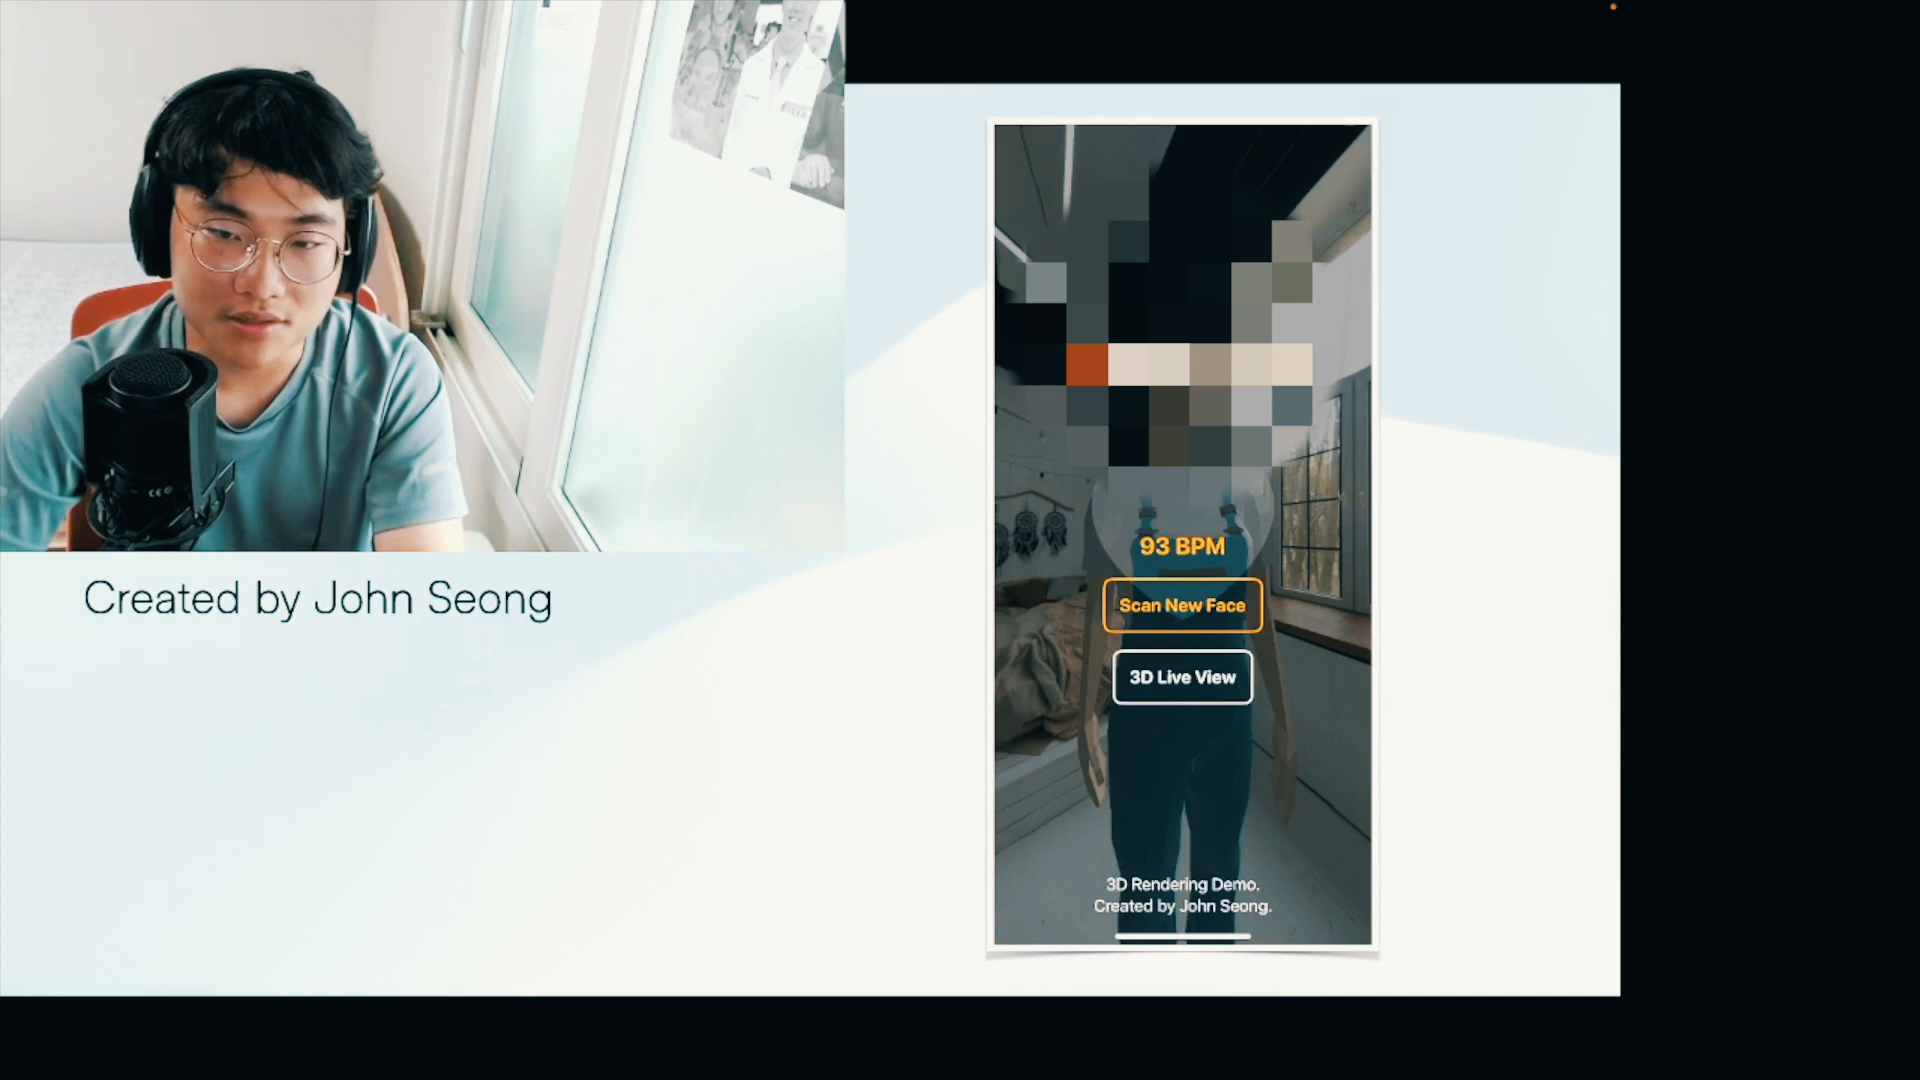 Created by John Seong
93 BPM
Scan New Face
3D Live View
3D Rendering Demo.
Created by John Seong.